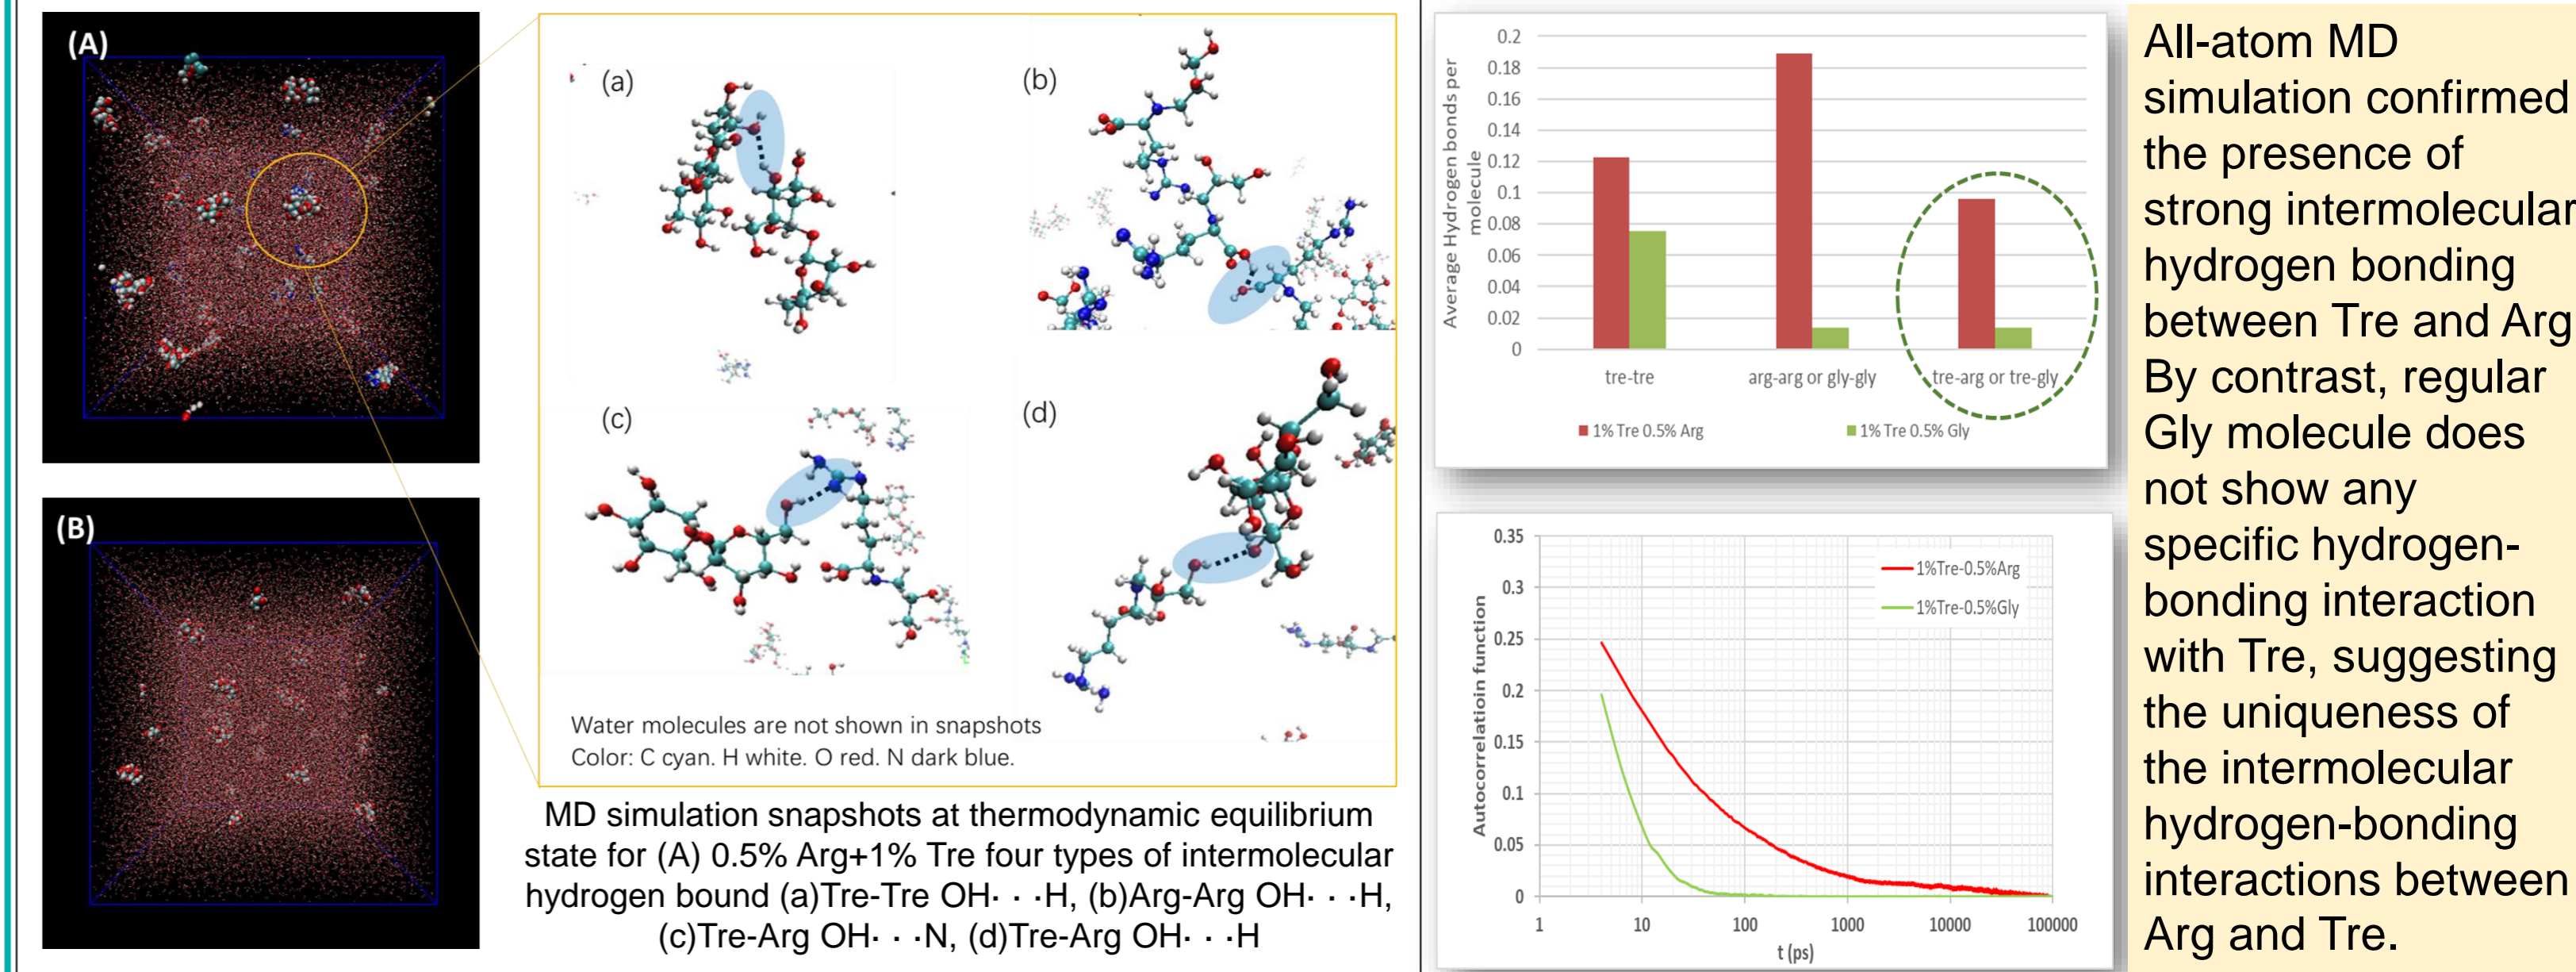 (A)
(B)
(a)
(b)
(c)
(d)
Water molecules are not shown in snapshots
Color: C cyan. H white. O red. N dark blue.
MD simulation snapshots at thermodynamic equilibrium
state for (A) 0.5% Arg+1% Tre four types of intermolecular
hydrogen bound (a)Tre-Tre OH···H, (b)Arg-Arg OH···H,
(c)Tre-Arg OH···N, (d)Tre-Arg OH···H
Average Hydrogen bonds per
molecule
0.2
0.18
0.16
0.14
0.12
0.1
0.08
0.06
0.04
0.02
0
tre-tre
arg-arg or gly-gly
tre-arg or tre-gly
1% Tre 0.5% Arg
1% Tre 0.5% Gly
Autocorrelatioin function
0.35
0.3
0.25
0.2
0.15
0.1
0.05
0
1%Tre-0.5%Arg
1%Tre-0.5%Gly
1
10
100
1000
10000
100000
t (ps)
All-atom MD
simulation confirmed
the presence of
strong intermolecular
hydrogen bonding
between Tre and Arg
By contrast, regular
Gly molecule does
not show any
specific hydrogen-
bonding interaction
with Tre, suggesting
the uniqueness of
the intermolecular
hydrogen-bonding
interactions between
Arg and Tre.